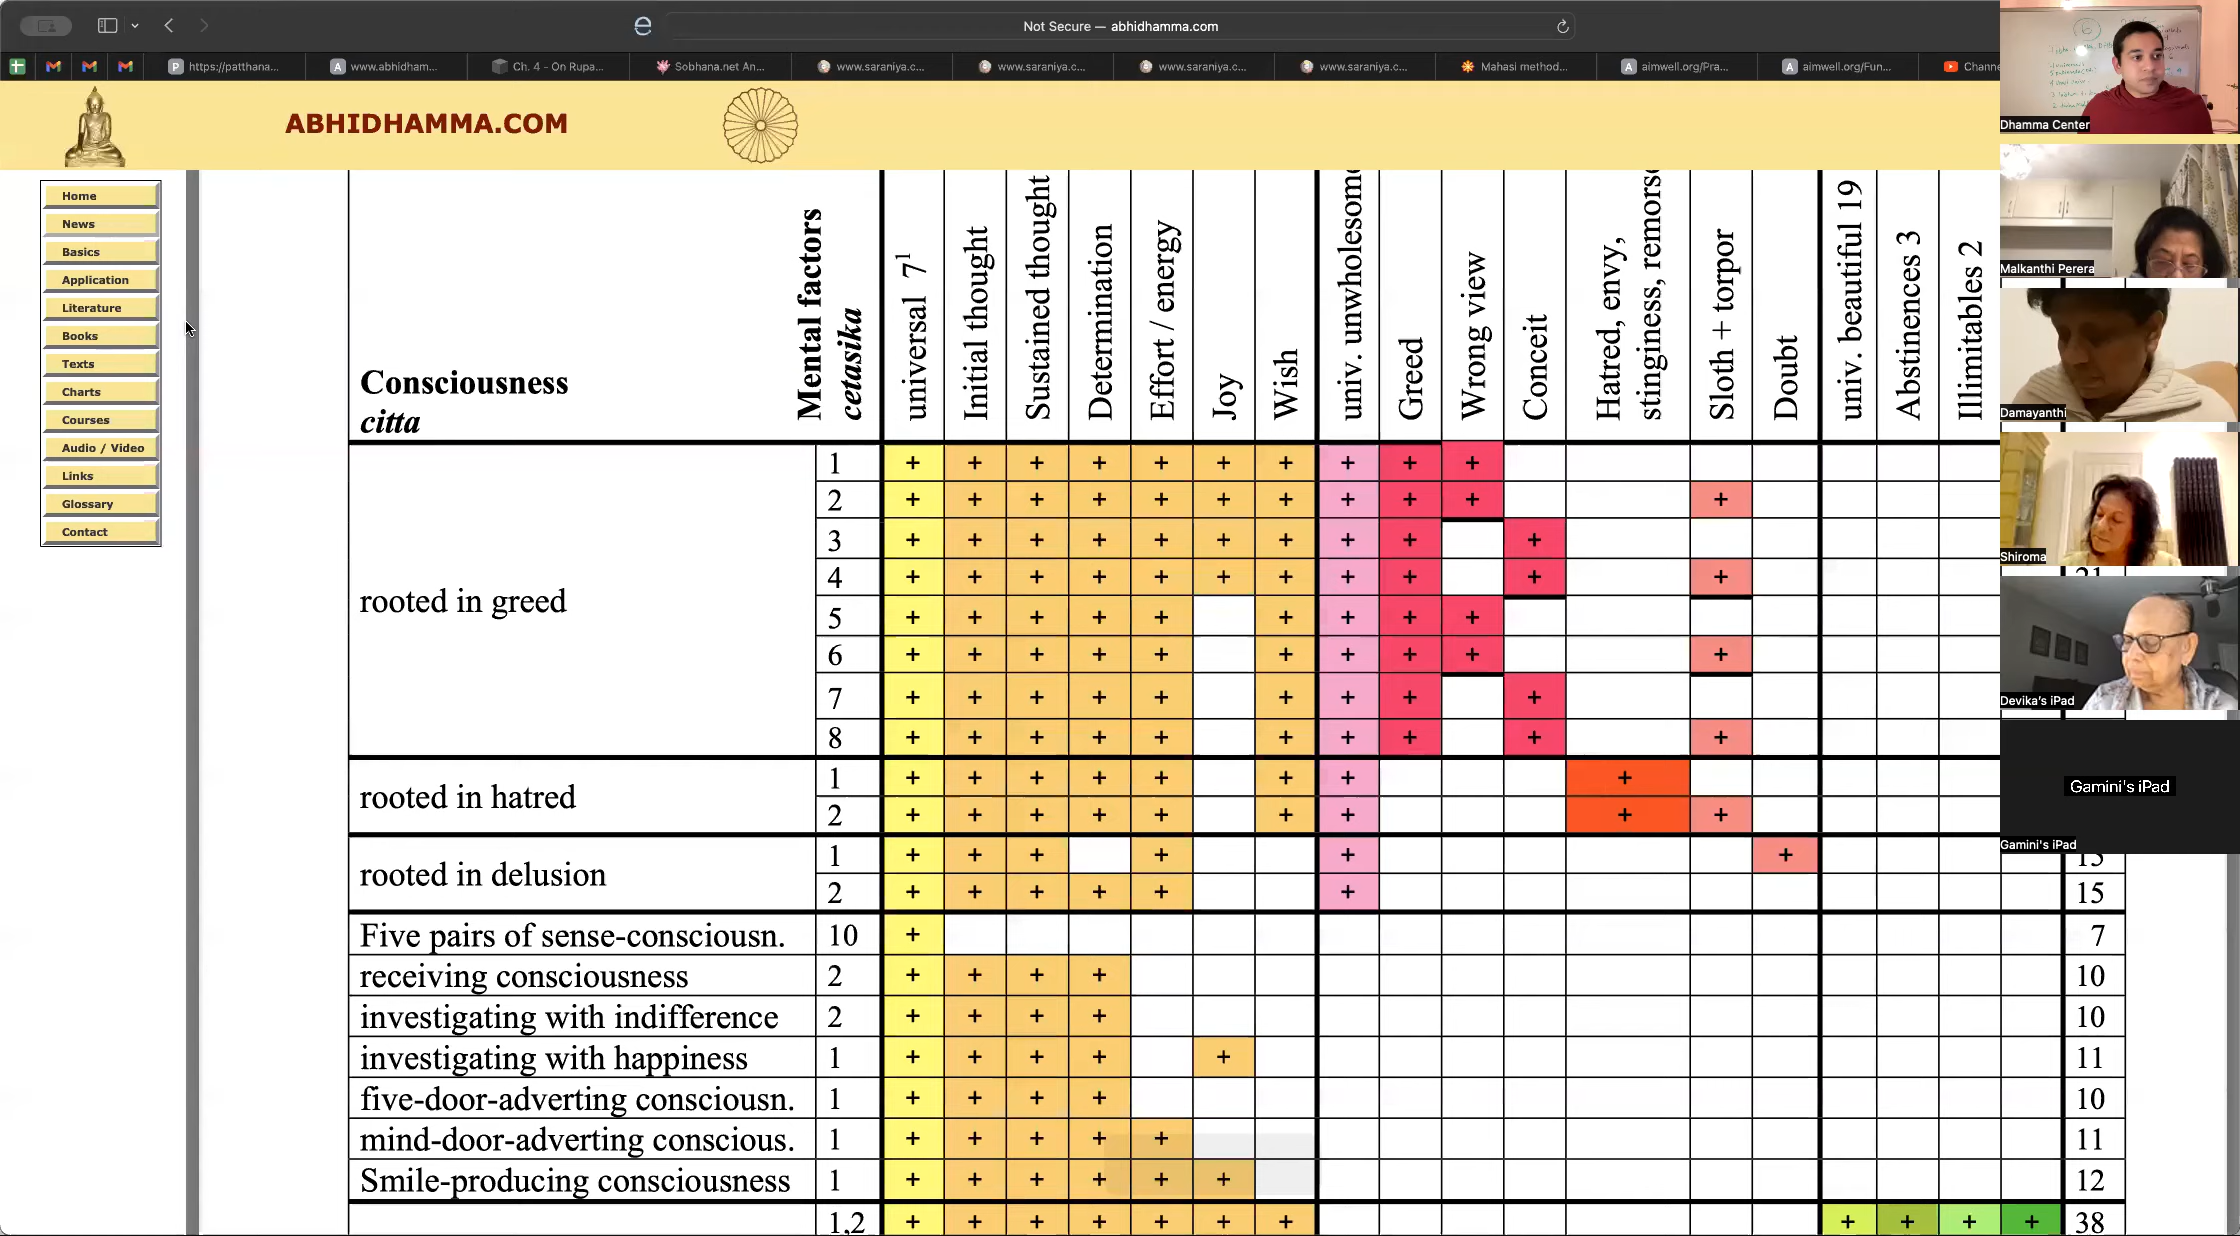 Not Secure — abhidhamma.com
https://patthana...
www.abhidham...
Ch. 4 - On Rupa...
Sobhana.net An...
www.saraniya.c...
www.saraniya.c...
www.saraniya.c...
www.saraniya.c...
Mahasi method...
aimwell.org/Pra...
aimwell.org/Fun...
Channe
ABHIDHAMMA.COM
Home
News
Basics
Application
Literature
Books
Texts
Charts
Courses
Audio / Video
Links
Glossary
Contact
Consciousness
citta
Mental factors
cetasika
universal 7¹
Initial thought
Sustained thought
Determination
Effort / energy
Joy
Wish
univ. unwholesome
Greed
Wrong view
Conceit
Hatred, envy,
stinginess, remorse
Sloth + torpor
Doubt
univ. beautiful 19
Abstinences 3
Illimitables 2
rooted in greed
1 + + + + + + + + + +
2 + + + + + + + + + + +
3 + + + + + + + + + +
4 + + + + + + + + + + + 21
5 + + + + + + + + +
6 + + + + + + + + + +
7 + + + + + + + + +
8 + + + + + + + + + +
rooted in hatred
1 + + + + + + + +
2 + + + + + + + + +
rooted in delusion
1 + + + + + + 15
2 + + + + + + 15
Five pairs of sense-consciousn. 10 + 7
receiving consciousness 2 + + + + 10
investigating with indifference 2 + + + + 10
investigating with happiness 1 + + + + + 11
five-door-adverting consciousn. 1 + + + + 10
mind-door-adverting conscious. 1 + + + + + 11
Smile-producing consciousness 1 + + + + + + 12
1,2 + + + + + + + + + + + 38
Dhamma Center
Malkanthi Perera
Damayanthi
Shiroma
Devika's iPad
Gamini's iPad
Gamini's iPad